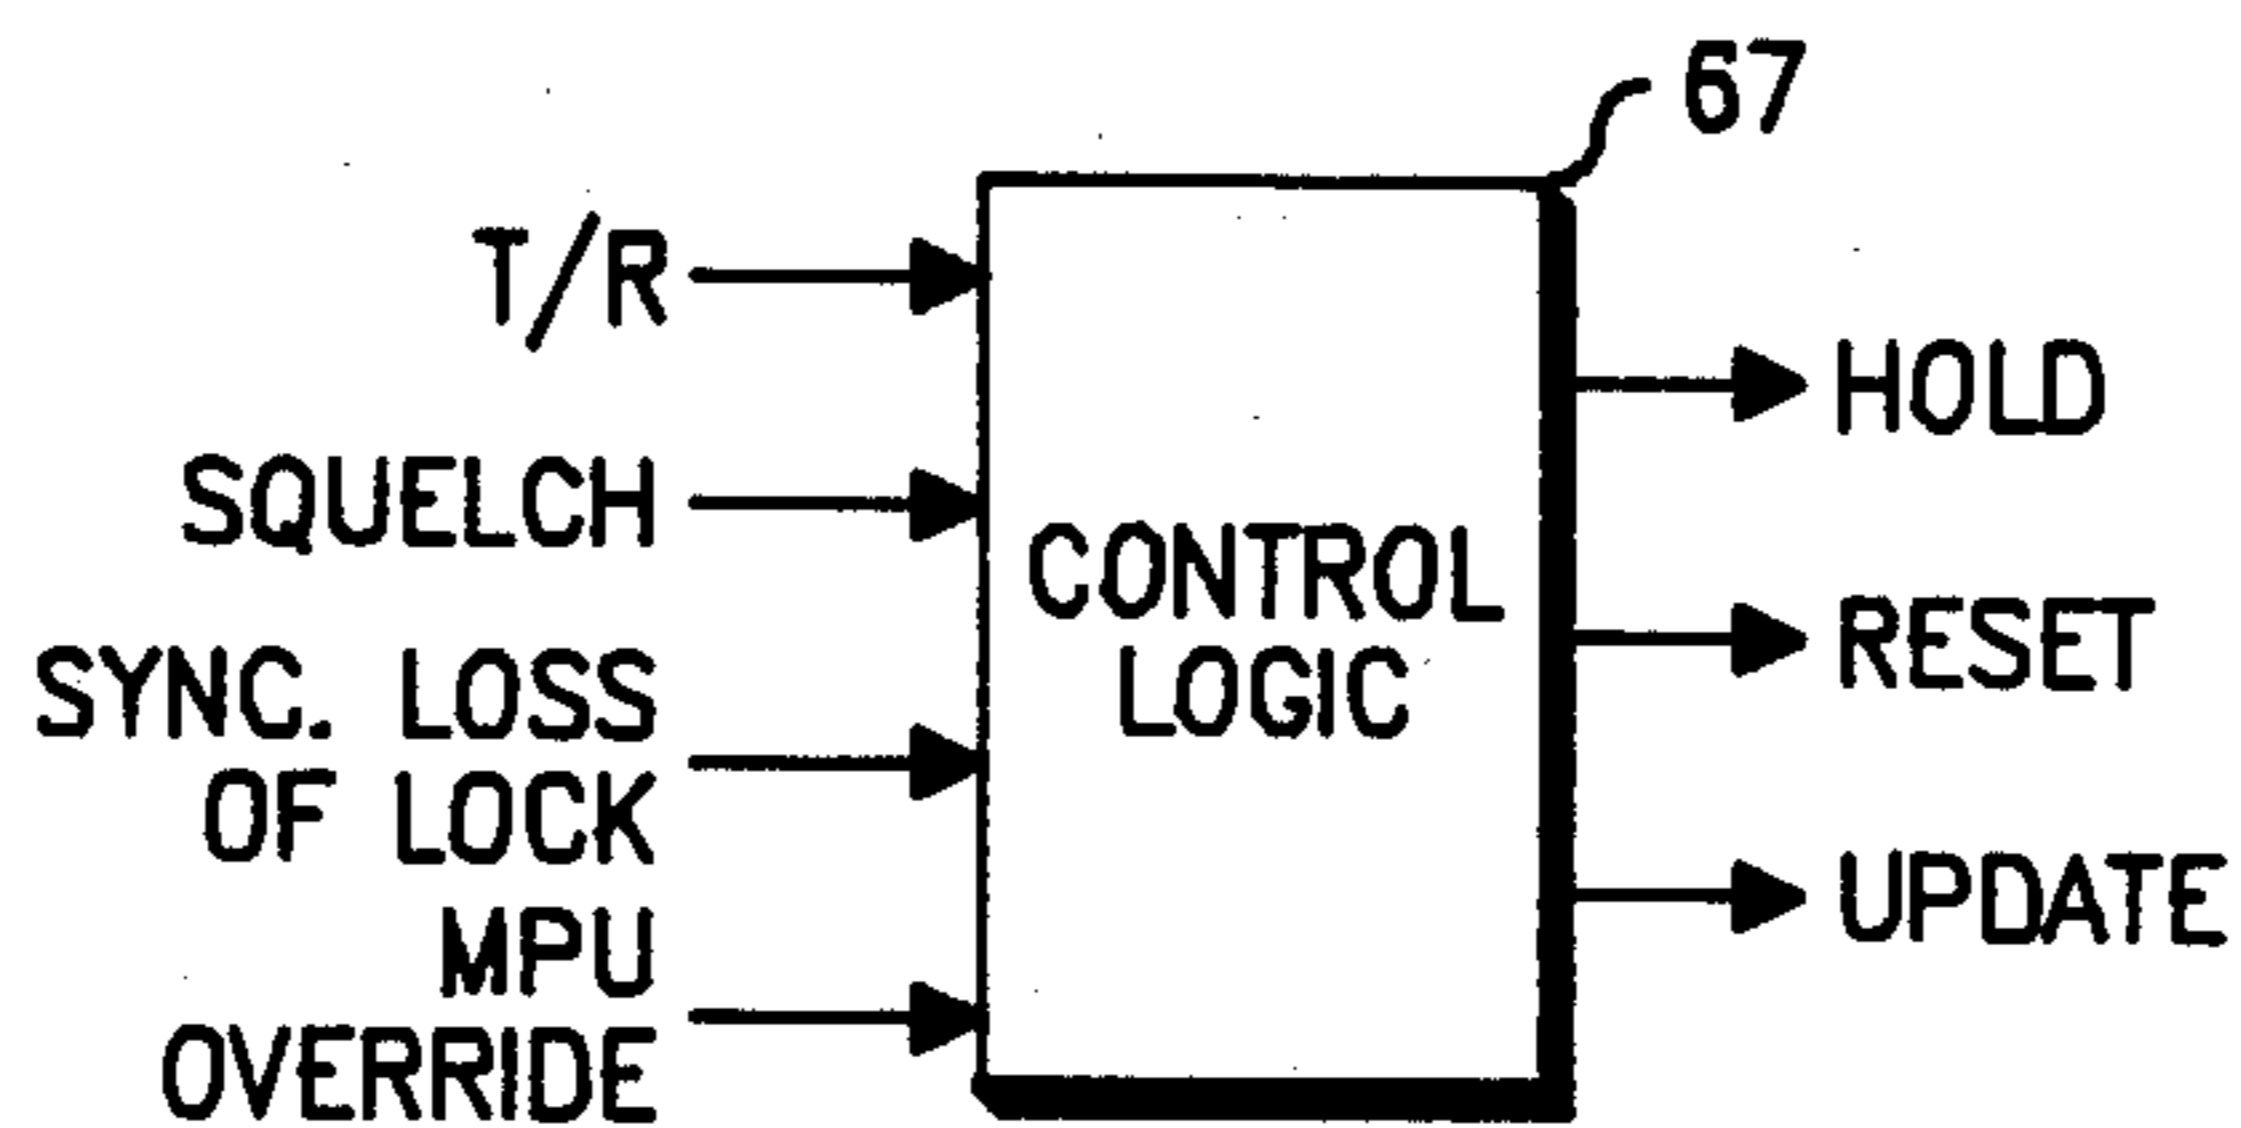 67
T/R
SQUELCH
SYNC. LOSS
OF LOCK
MPU
OVERRIDE
CONTROL
LOGIC
HOLD
RESET
UPDATE